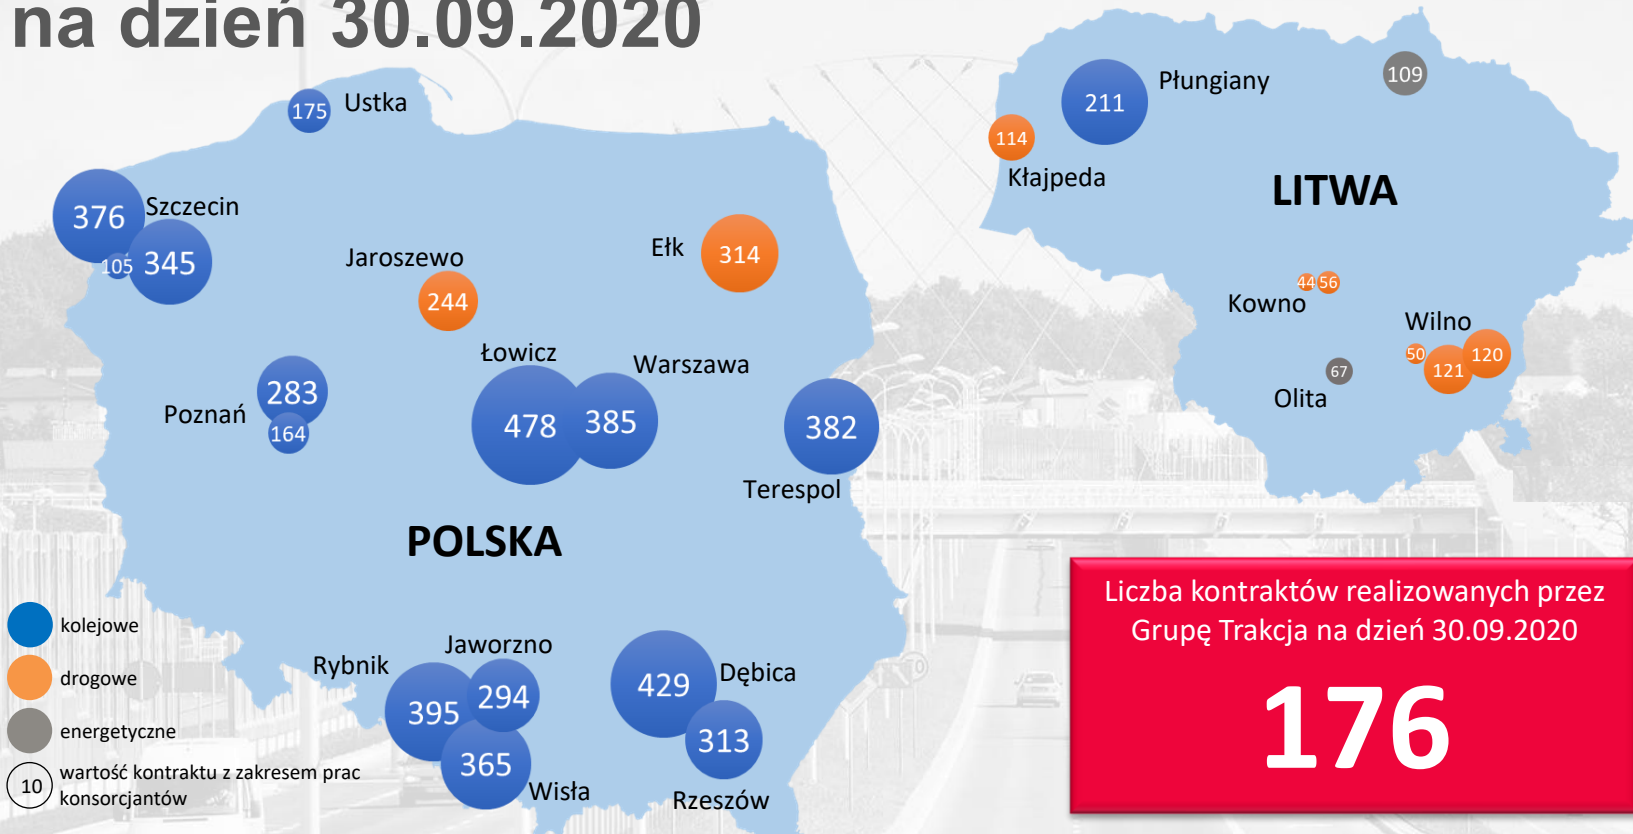 na dzień 30.09.2020
175
Ustka
376
Szczecin
105
345
Jaroszewo
244
Ełk
314
Poznań
283
164
Łowicz
478
Warszawa
385
382
Terespol
POLSKA
Rybnik
395
Jaworzno
294
365
Wisła
429
Dębica
313
Rzeszów
kolejowe
drogowe
energetyczne
10
wartość kontraktu z zakresem prac
konsorcjantów
211
Płungiany
109
114
Kłajpeda
LITWA
44
56
Kowno
Wilno
50
121
120
67
Olita
Liczba kontraktów realizowanych przez
Grupę Trakcja na dzień 30.09.2020
176